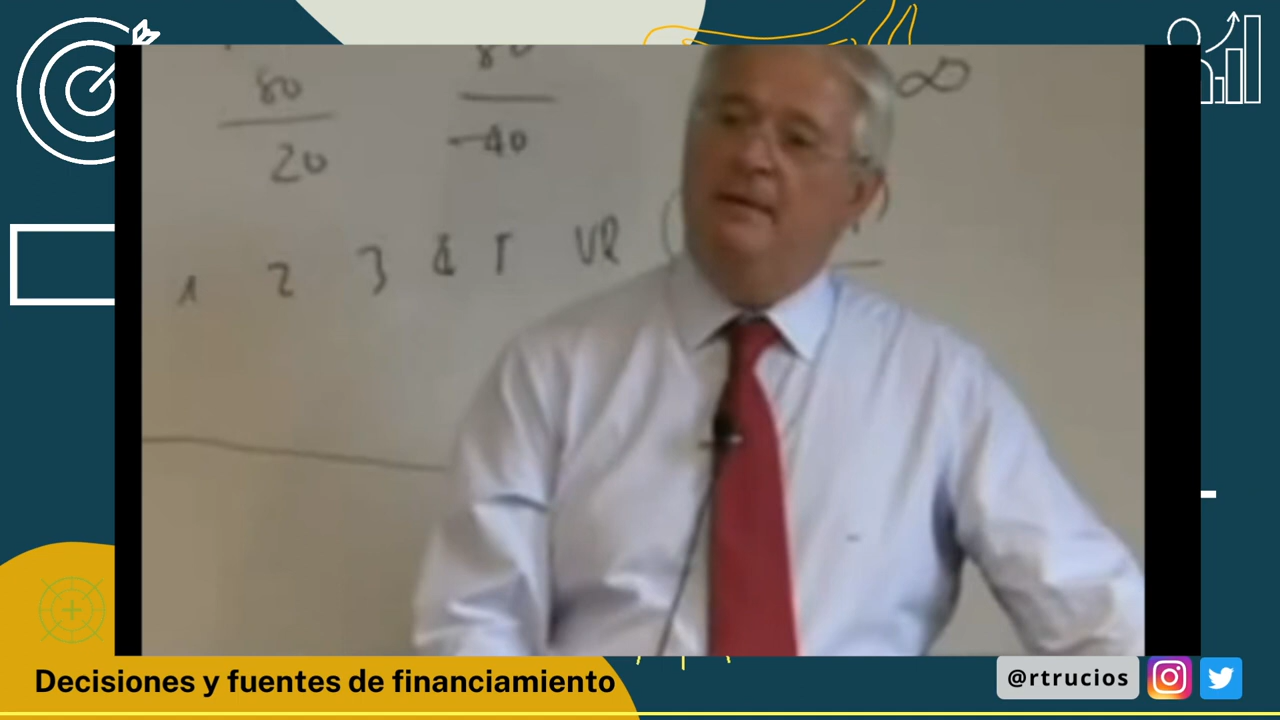 80 80
20 -40
∞
1 2 3 4 5 VR
Decisiones y fuentes de financiamiento
@rtrucios